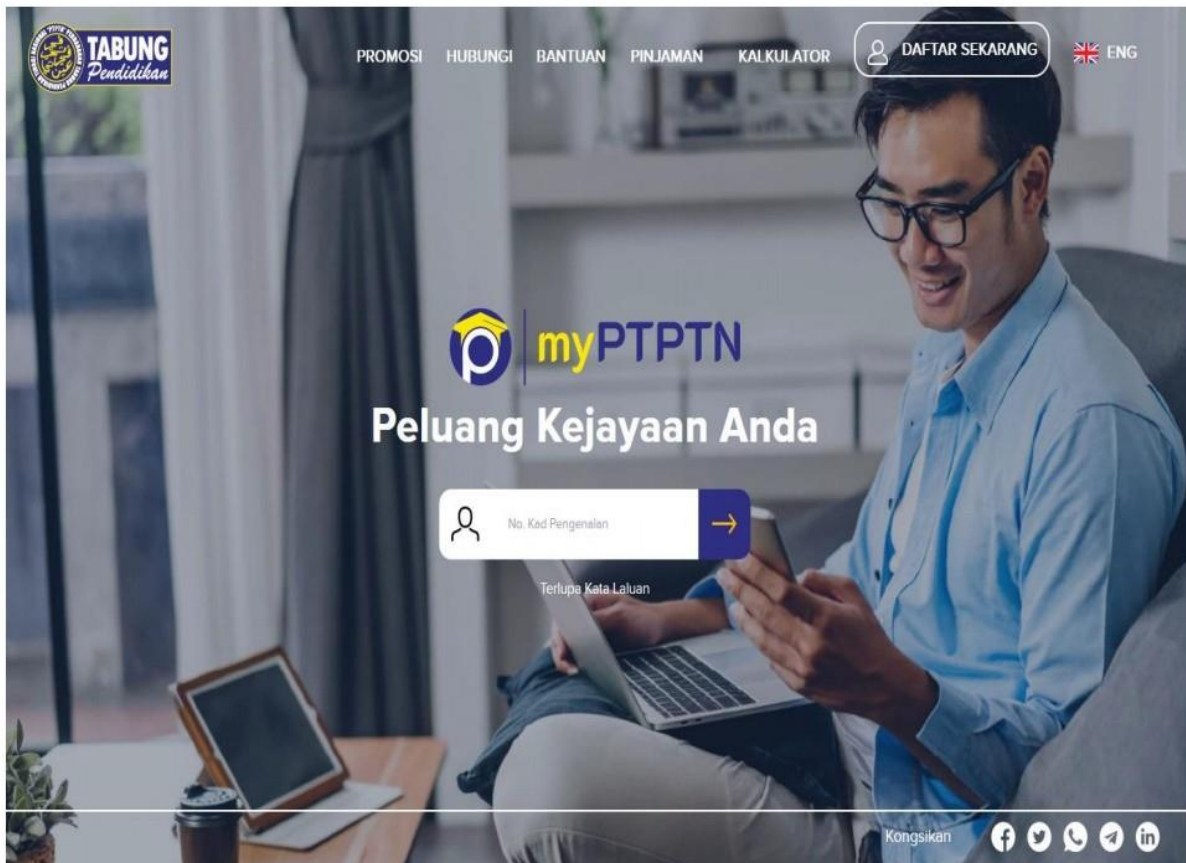 TABUNG
Pendidikan
PROMOSI HUBUNGI BANTUAN PINJAMAN KALKULATOR DAFTAR SEKARANG ENG
myPTPTN
Peluang Kejayaan Anda
No. Kad Pengenalan
Terlupa Kata Laluan
Kongsikan